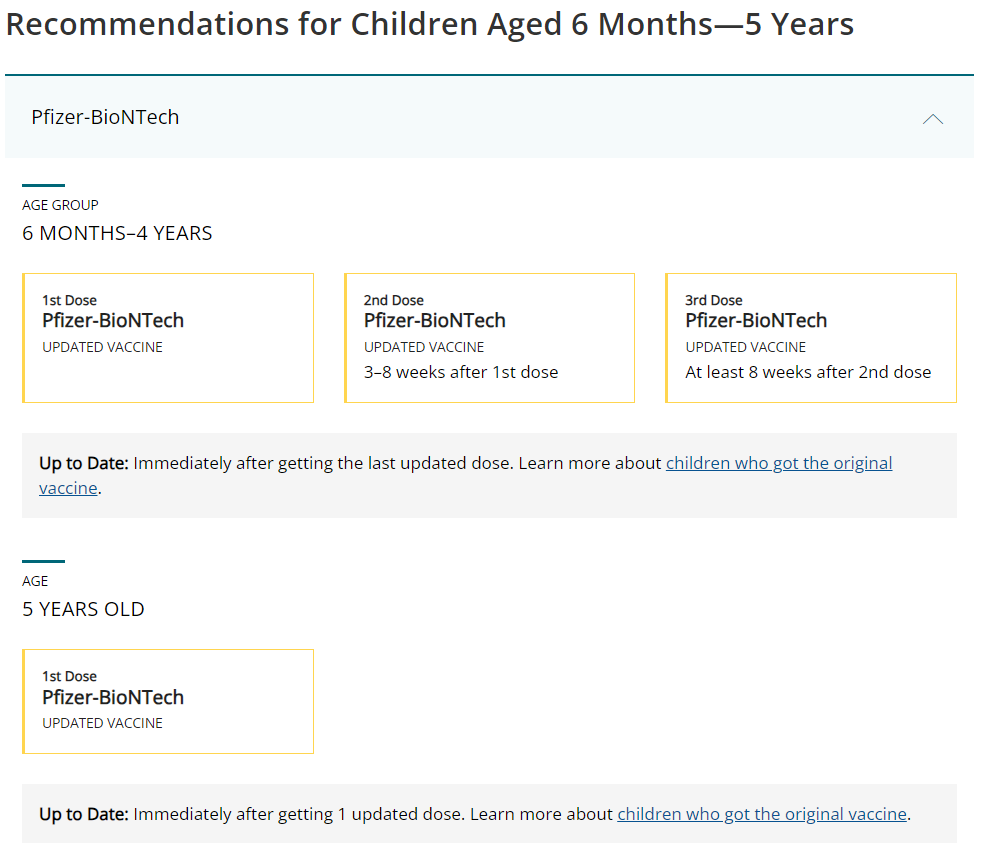 Recommendations for Children Aged 6 Months—5 Years
Pfizer-BioNTech
AGE GROUP
6 MONTHS–4 YEARS
1st Dose
Pfizer-BioNTech
UPDATED VACCINE
2nd Dose
Pfizer-BioNTech
UPDATED VACCINE
3–8 weeks after 1st dose
3rd Dose
Pfizer-BioNTech
UPDATED VACCINE
At least 8 weeks after 2nd dose
Up to Date: Immediately after getting the last updated dose. Learn more about children who got the original
vaccine.
AGE
5 YEARS OLD
1st Dose
Pfizer-BioNTech
UPDATED VACCINE
Up to Date: Immediately after getting 1 updated dose. Learn more about children who got the original vaccine.